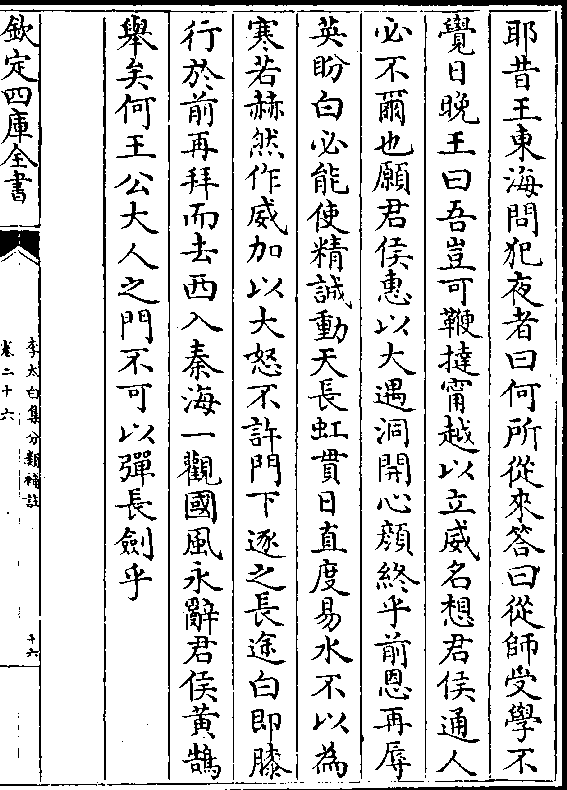 耶昔王東海問犯夜者曰何所從來答曰從師受學不
覺日晚王曰吾豈可鞭撻甯越以立威名想君侯通人
必不爾也願君侯惠以大遇洞開心顔終乎前恩再辱
英盼白必能使精誠動天長虹貫日直度易水不以為
寒若赫然作威加以大怒不許門下逐之長途白即膝
行於前再拜而去西入秦海一觀國風永辭君侯黃鵠
舉矣何王公大人之門不可以彈長劍乎
欽定四庫全書
李太白集分類補註
卷二十六
十六